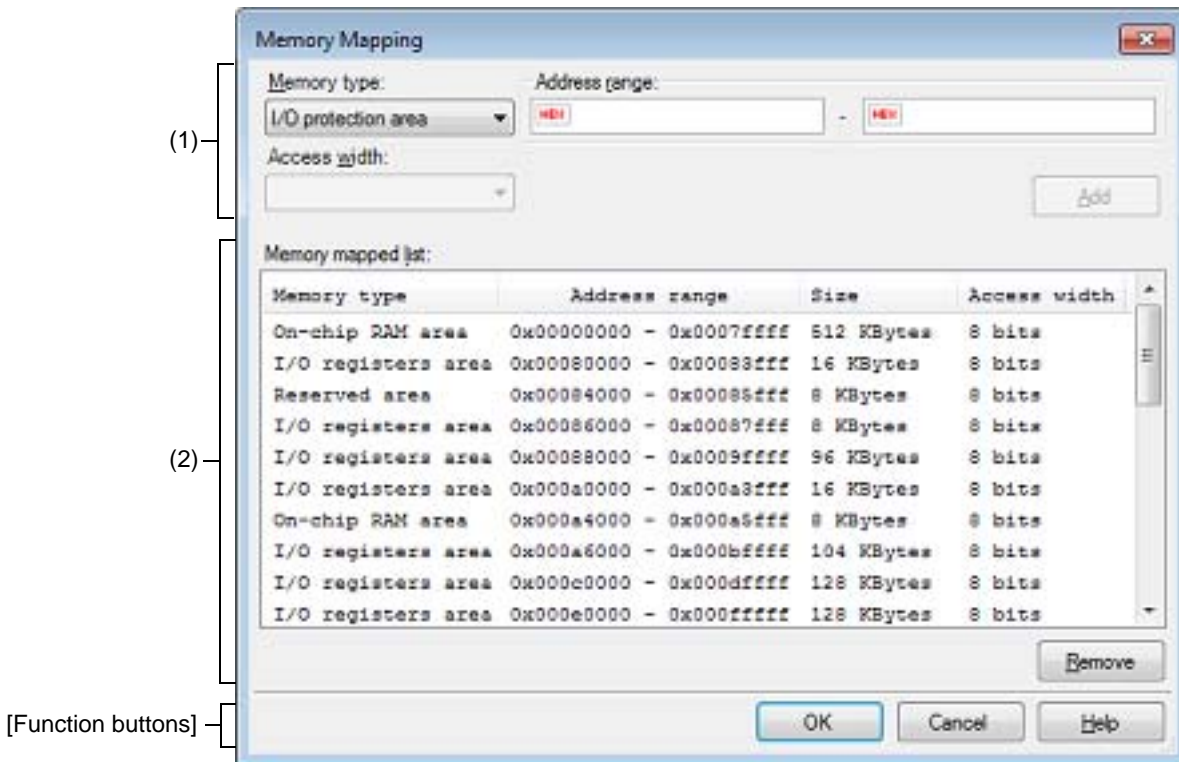 Memory Mapping
(1)
Memory type:
Address range:
I/O protection area
HEX
-
HEX
Access width:
Add
(2)
Memory mapped list:
Memory type Address range Size Access width
On-chip RAM area 0x00000000 - 0x0007ffff 512 KBytes 8 bits
I/O registers area 0x00080000 - 0x00083fff 16 KBytes 8 bits
Reserved area 0x00084000 - 0x00085fff 8 KBytes 8 bits
I/O registers area 0x00086000 - 0x00087fff 8 KBytes 8 bits
I/O registers area 0x00088000 - 0x0009ffff 96 KBytes 8 bits
I/O registers area 0x000a0000 - 0x000a3fff 16 KBytes 8 bits
On-chip RAM area 0x000a4000 - 0x000a5fff 8 KBytes 8 bits
I/O registers area 0x000a6000 - 0x000bffff 104 KBytes 8 bits
I/O registers area 0x000c0000 - 0x000dffff 128 KBytes 8 bits
I/O registers area 0x000e0000 - 0x000fffff 128 KBytes 8 bits
Remove
[Function buttons]
OK
Cancel
Help